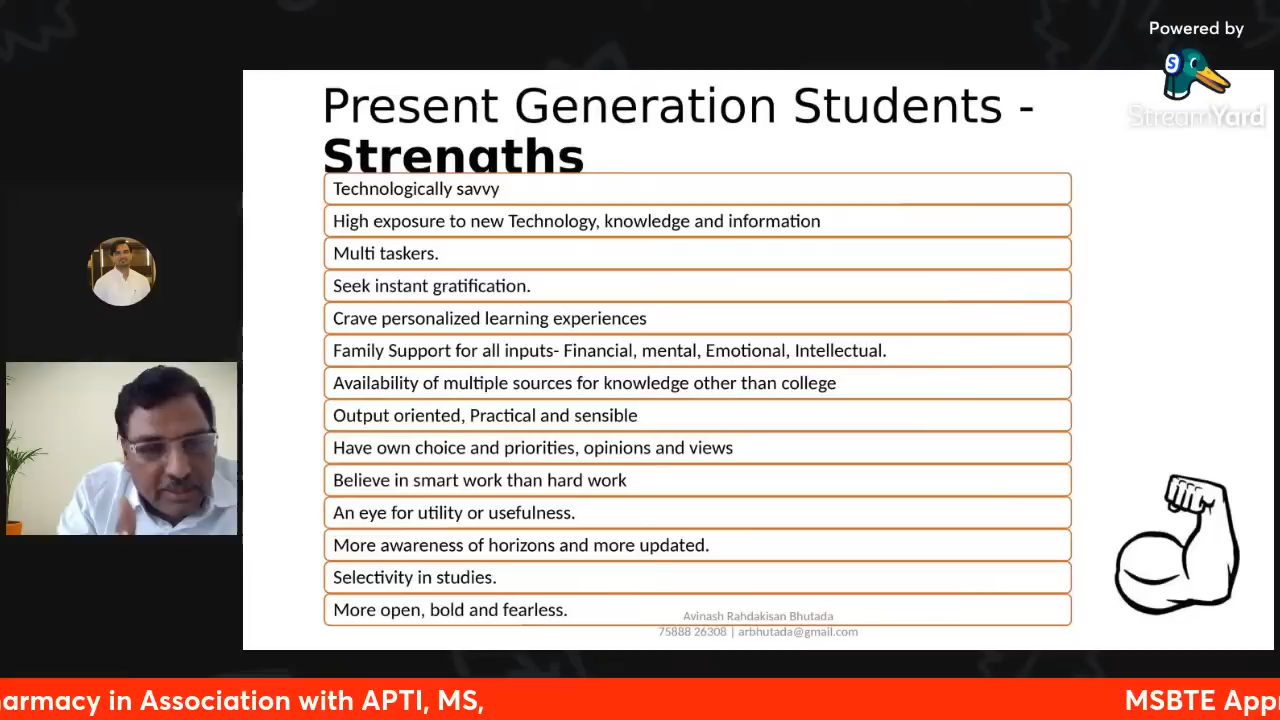 Powered by
S
StreamYard
Present Generation Students -
Strengths
Technologically savvy
High exposure to new Technology, knowledge and information
Multi taskers.
Seek instant gratification.
Crave personalized learning experiences
Family Support for all inputs- Financial, mental, Emotional, Intellectual.
Availability of multiple sources for knowledge other than college
Output oriented, Practical and sensible
Have own choice and priorities, opinions and views
Believe in smart work than hard work
An eye for utility or usefulness.
More awareness of horizons and more updated.
Selectivity in studies.
More open, bold and fearless.
Avinash Rahdakisan Bhutada
75888 26308 | arbhutada@gmail.com
armacy in Association with APTI, MS,
MSBTE App